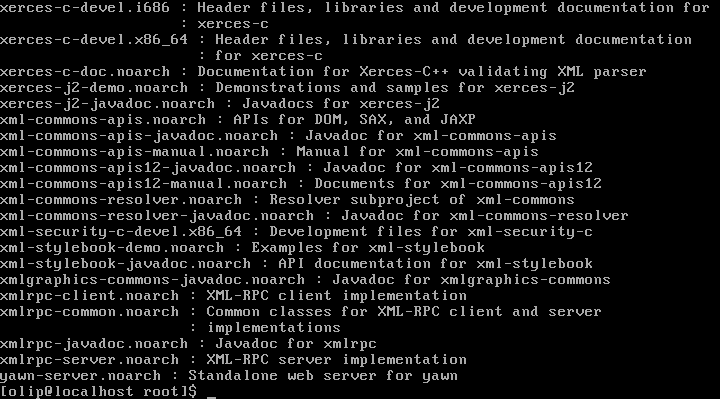 xerces-c-devel.i686 : Header files, libraries and development documentation for
: xerces-c
xerces-c-devel.x86_64 : Header files, libraries and development documentation
: for xerces-c
xerces-c-doc.noarch : Documentation for Xerces-C++ validating XML parser
xerces-j2-demo.noarch : Demonstrations and samples for xerces-j2
xerces-j2-javadoc.noarch : Javadocs for xerces-j2
xml-commons-apis.noarch : APIs for DOM, SAX, and JAXP
xml-commons-apis-javadoc.noarch : Javadoc for xml-commons-apis
xml-commons-apis-manual.noarch : Manual for xml-commons-apis
xml-commons-apis12-javadoc.noarch : Javadoc for xml-commons-apis12
xml-commons-apis12-manual.noarch : Documents for xml-commons-apis12
xml-commons-resolver.noarch : Resolver subproject of xml-commons
xml-commons-resolver-javadoc.noarch : Javadoc for xml-commons-resolver
xml-security-c-devel.x86_64 : Development files for xml-security-c
xml-stylebook-demo.noarch : Examples for xml-stylebook
xml-stylebook-javadoc.noarch : API documentation for xml-stylebook
xmlgraphics-commons-javadoc.noarch : Javadoc for xmlgraphics-commons
xmlrpc-client.noarch : XML-RPC client implementation
xmlrpc-common.noarch : Common classes for XML-RPC client and server
: implementations
xmlrpc-javadoc.noarch : Javadoc for xmlrpc
xmlrpc-server.noarch : XML-RPC server implementation
yawn-server.noarch : Standalone web server for yawn
[olip@localhost root]$ _